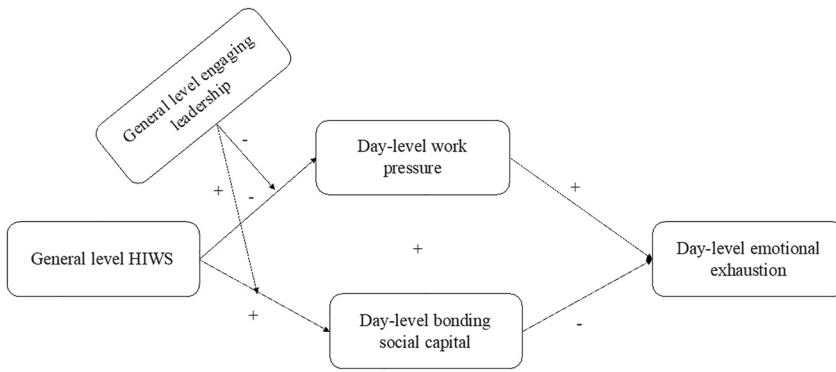 General level engaging
leadership
-
+
-
Day-level work
pressure
+
General level HIWS
+
Day-level emotional
exhaustion
+
Day-level bonding
social capital
-